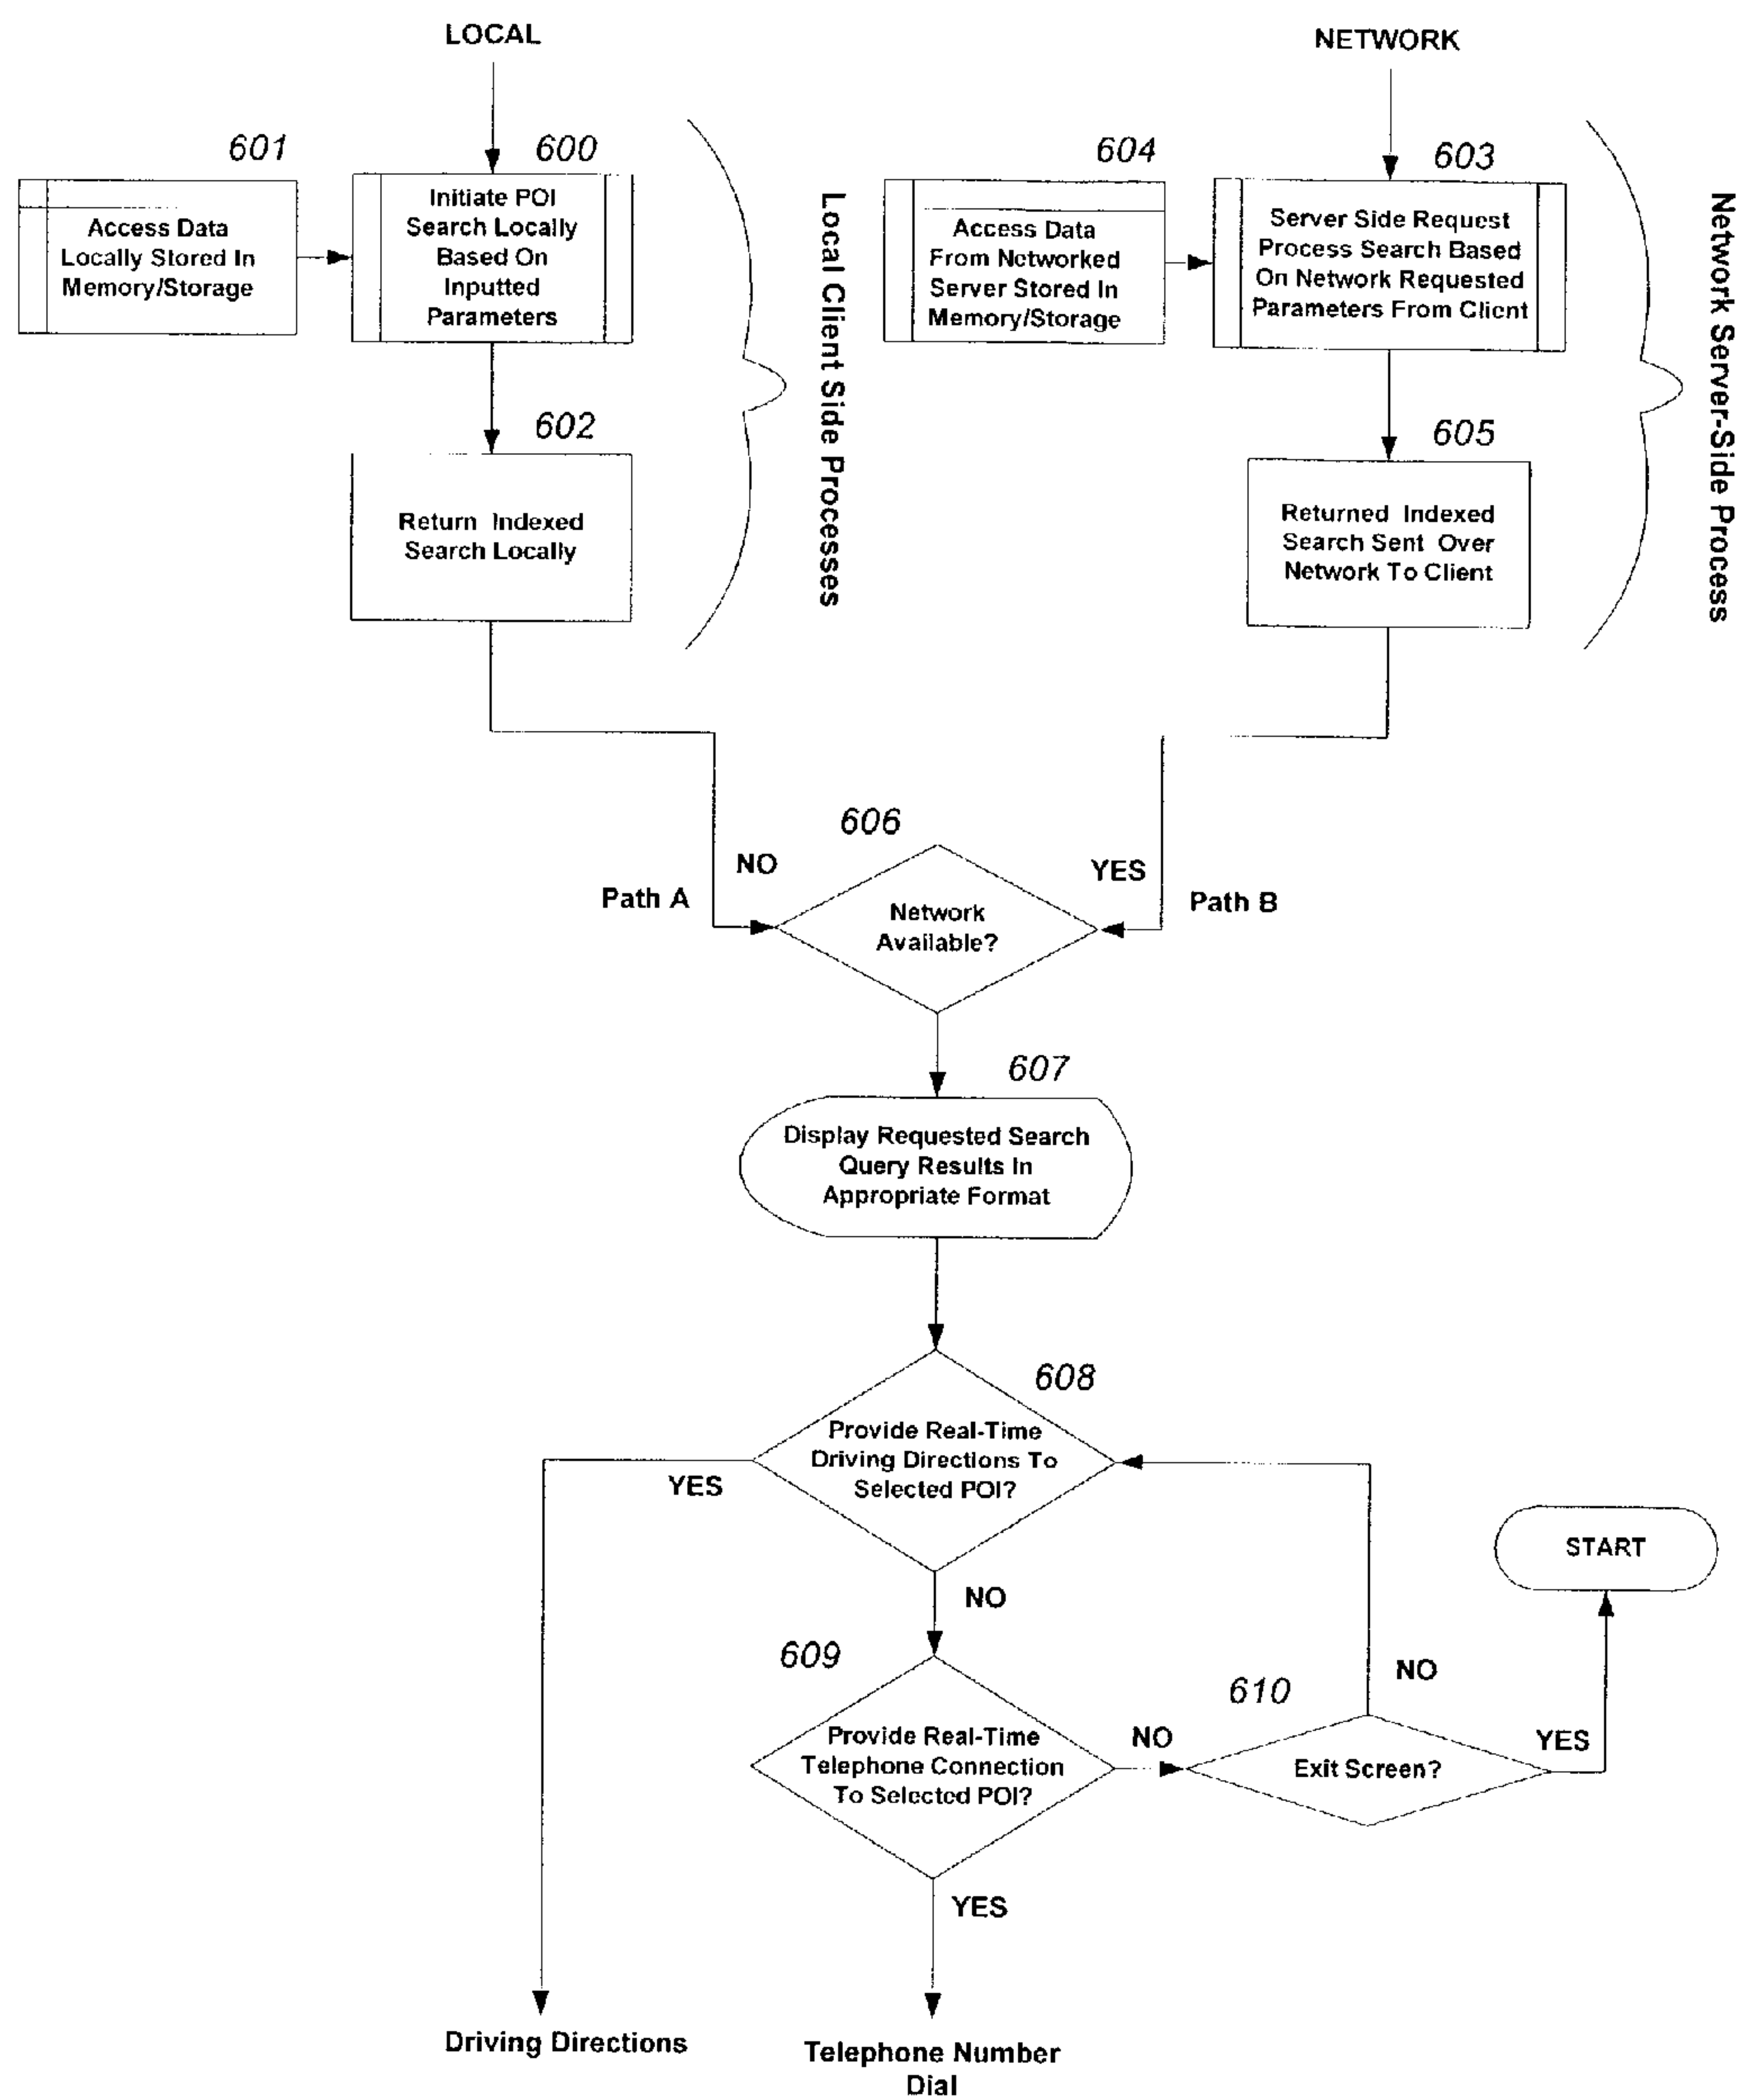 LOCAL
NETWORK
601
600
604
603
Access Data
Locally Stored In
Memory/Storage
Initiate POI
Search Locally
Based On
Inputted
Parameters
Local Client Side Processes
Access Data
From Networked
Server Stored In
Memory/Storage
Server Side Request
Process Search Based
On Network Requested
Parameters From Client
Network Server-Side Process
602
605
Return Indexed
Search Locally
Returned Indexed
Search Sent Over
Network To Client
606
NO
YES
Path A
Path B
Network
Available?
607
Display Requested Search
Query Results In
Appropriate Format
608
Provide Real-Time
Driving Directions To
Selected POI?
YES
START
NO
609
NO
610
Provide Real-Time
Telephone Connection
To Selected POI?
NO
Exit Screen?
YES
YES
Driving Directions
Telephone Number
Dial